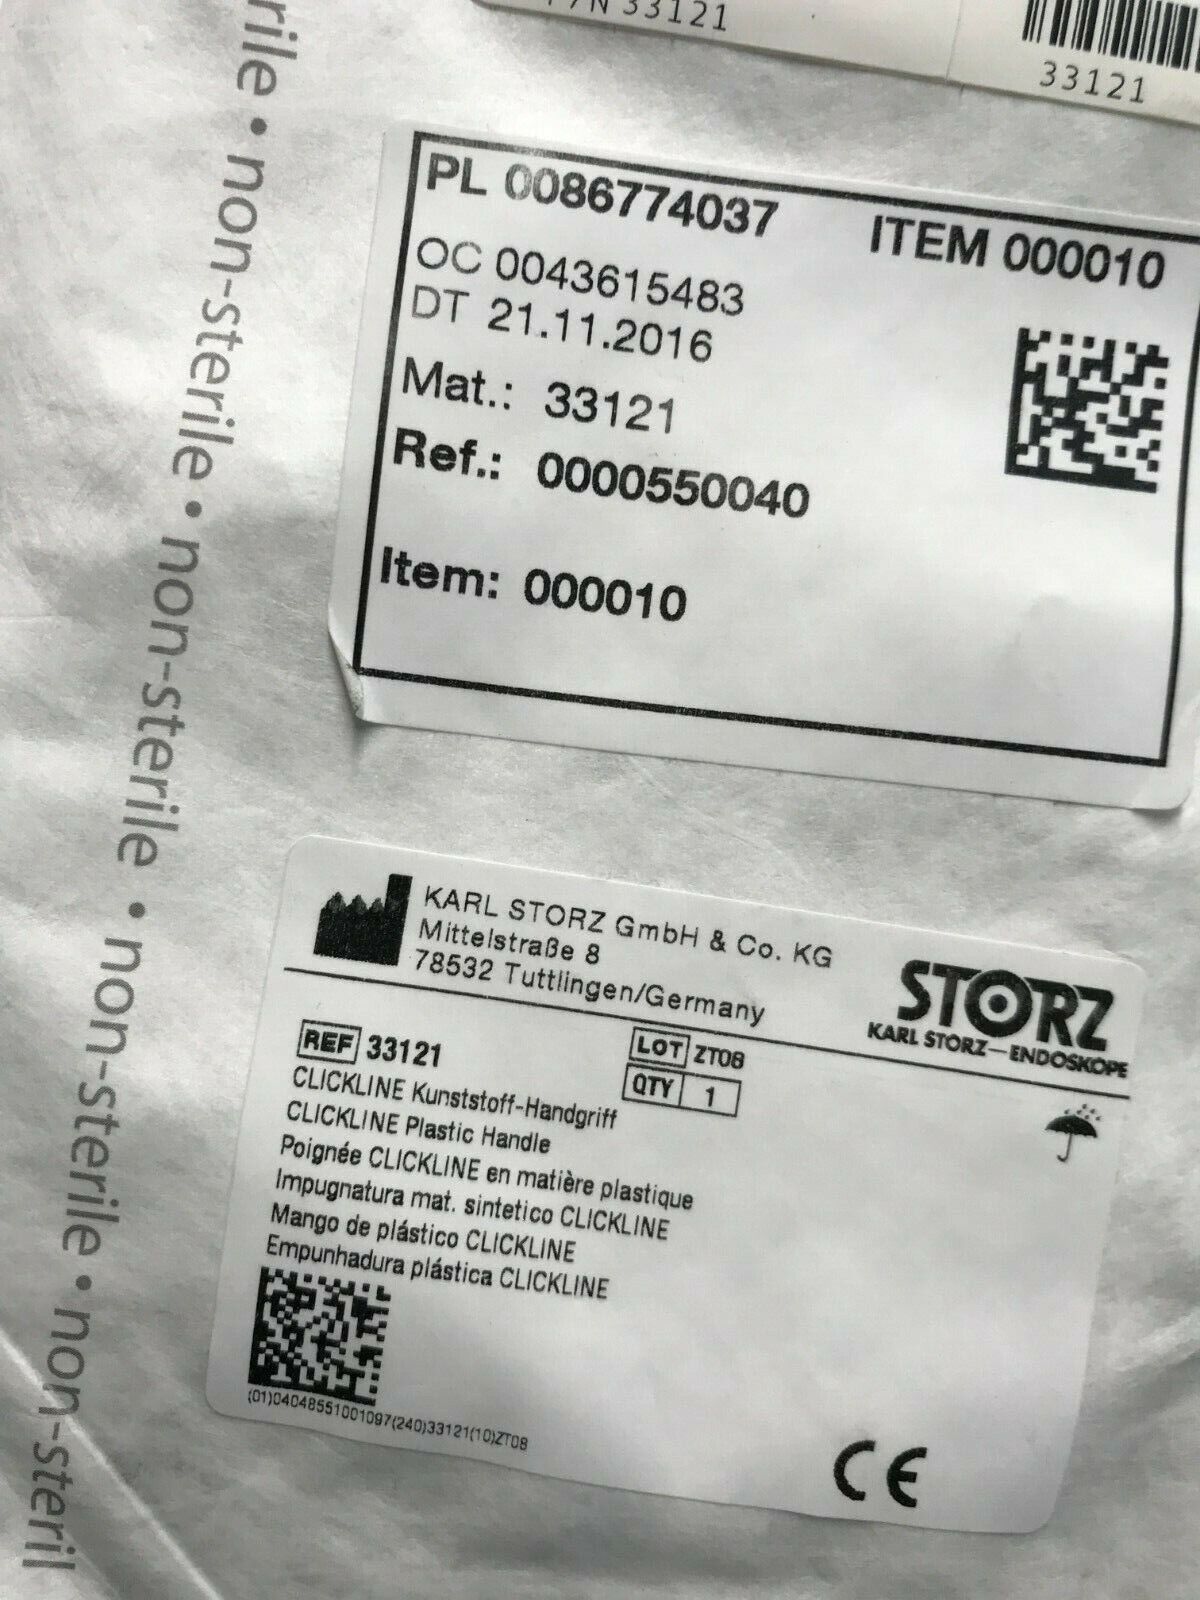 33121
33121
PL 0086774037 ITEM 000010
OC 0043615483
DT 21.11.2016
Mat.: 33121
Ref.: 0000550040
Item: 000010
KARL STORZ GmbH & Co. KG
Mittelstraße 8
78532 Tuttlingen/Germany
STORZ
KARL STORZ—ENDOSKOPE
REF 33121
LOT ZT08
QTY 1
CLICKLINE Kunststoff-Handgriff
CLICKLINE Plastic Handle
Poignée CLICKLINE en matière plastique
Impugnatura mat. sintetico CLICKLINE
Mango de plástico CLICKLINE
Empunhadura plástica CLICKLINE
(01)04048551001097(240)33121(10)ZT08
CE
rile • non-sterile • non-sterile • non-sterile • non-steril